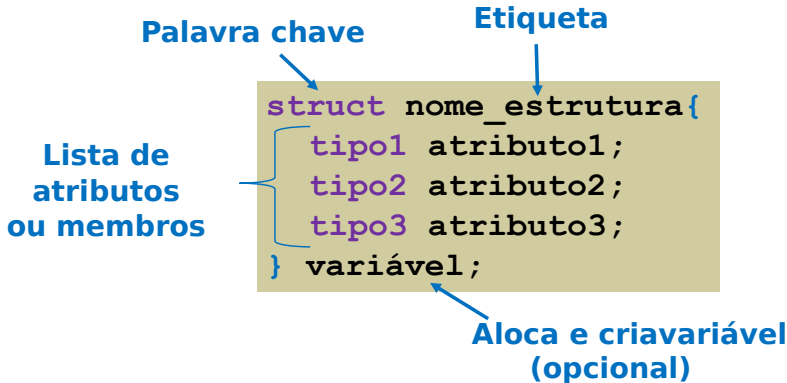 Palavra chave
Etiqueta
struct nome_estrutura{
tipo1 atributo1;
tipo2 atributo2;
tipo3 atributo3;
} variável;
Lista de
atributos
ou membros
Aloca e criavariável
(opcional)